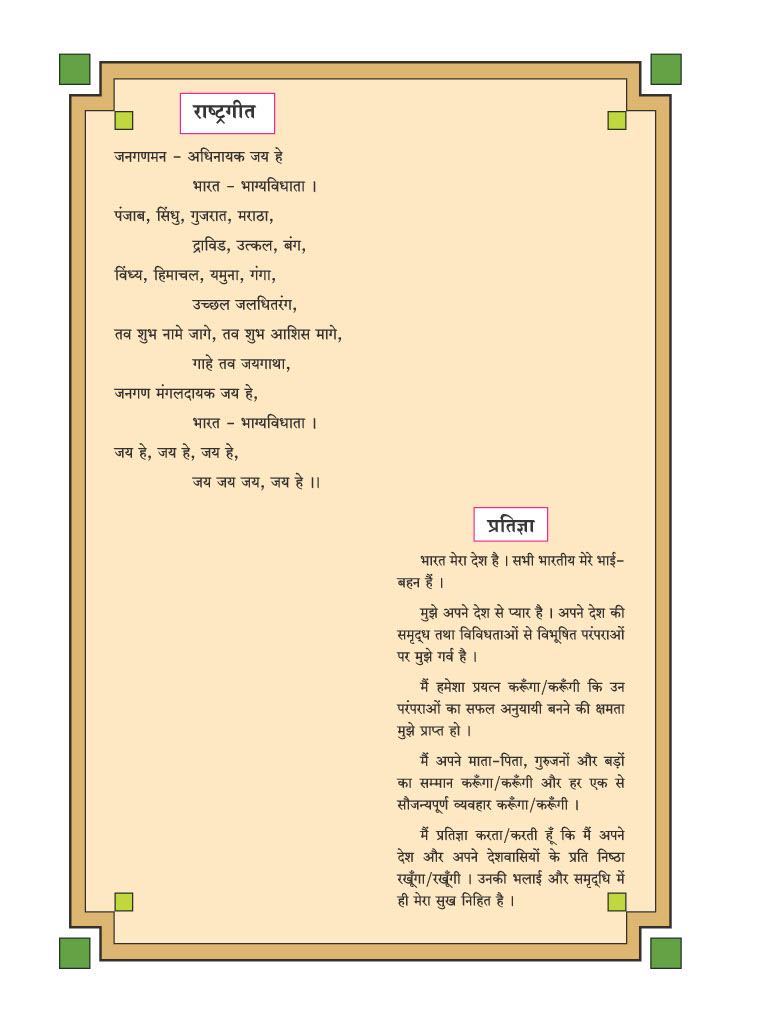 राष्ट्रगीत
जनगणमन – अधिनायक जय हे
भारत – भाग्यविधाता ।
पंजाब, सिंधु, गुजरात, मराठा,
द्राविड, उत्कल, बंग,
विंध्य, हिमाचल, यमुना, गंगा,
उच्छल जलधितरंग,
तव शुभ नामे जागे, तव शुभ आशिस मागे,
गाहे तव जयगाथा,
जनगण मंगलदायक जय हे,
भारत – भाग्यविधाता ।
जय हे, जय हे, जय हे,
जय जय जय, जय हे ।।
प्रतिज्ञा
भारत मेरा देश है । सभी भारतीय मेरे भाई-
बहन हैं ।
मुझे अपने देश से प्यार है । अपने देश की
समृद्ध तथा विविधताओं से विभूषित परंपराओं
पर मुझे गर्व है ।
मैं हमेशा प्रयत्न करूँगा/करूँगी कि उन
परंपराओं का सफल अनुयायी बनने की क्षमता
मुझे प्राप्त हो ।
मैं अपने माता-पिता, गुरुजनों और बड़ों
का सम्मान करूँगा/करूँगी और हर एक से
सौजन्यपूर्ण व्यवहार करूँगा/करूँगी ।
मैं प्रतिज्ञा करता/करती हूँ कि मैं अपने
देश और अपने देशवासियों के प्रति निष्ठा
रखूँगा/रखूँगी । उनकी भलाई और समृद्धि में
ही मेरा सुख निहित है ।